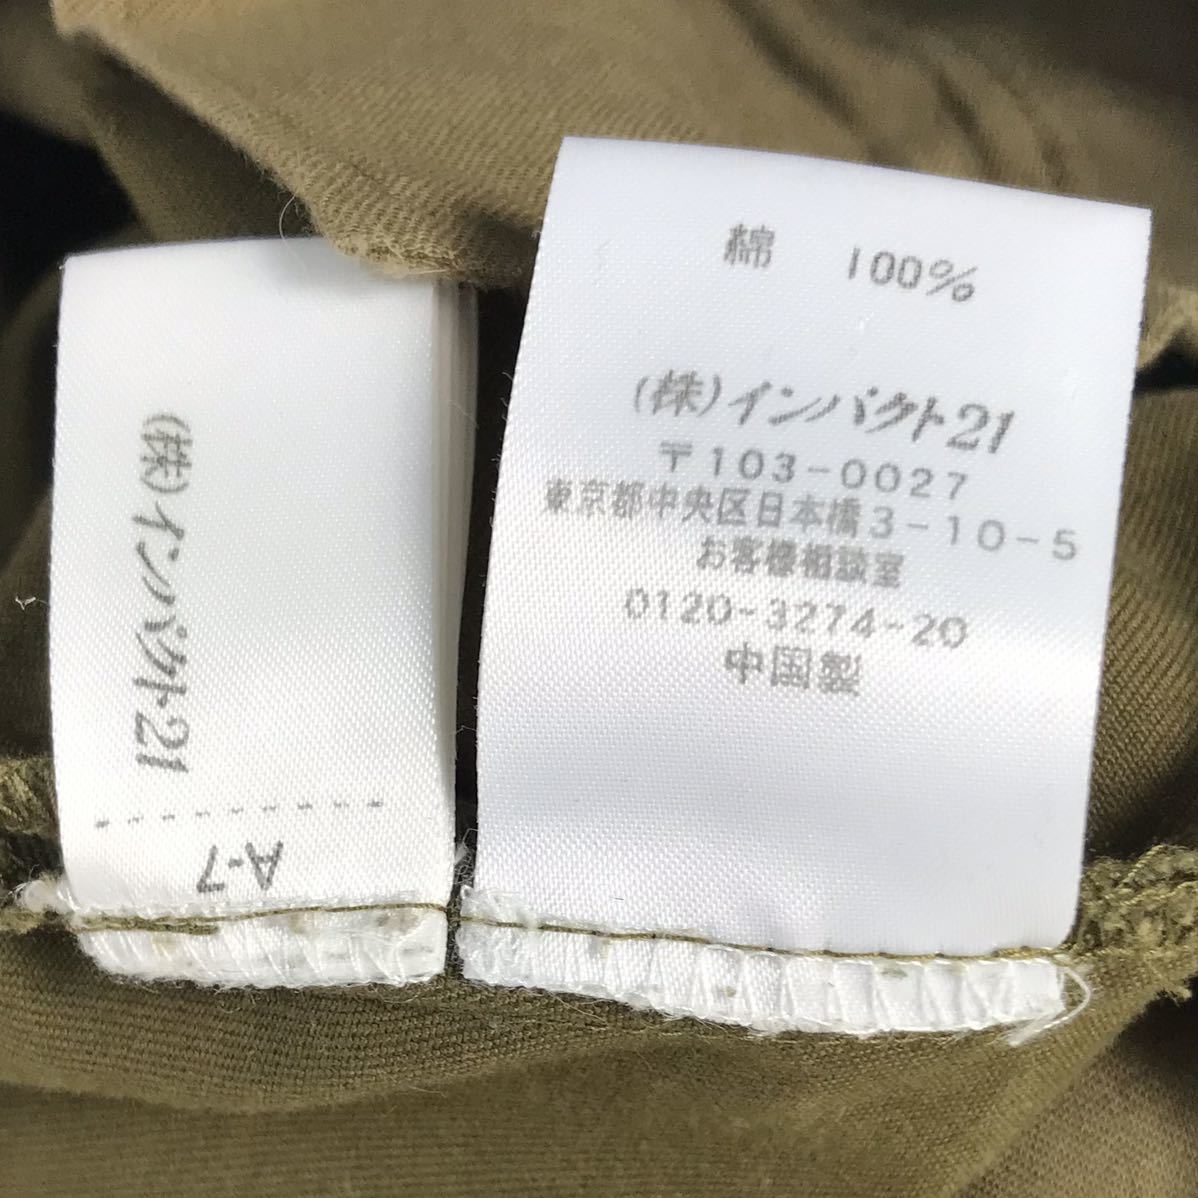 綿 100%
(株)インパクト21
〒103-0027
東京都中央区日本橋3-10-5
お客様相談室
0120-3274-20
中国製
(株)インパクト21
A-7